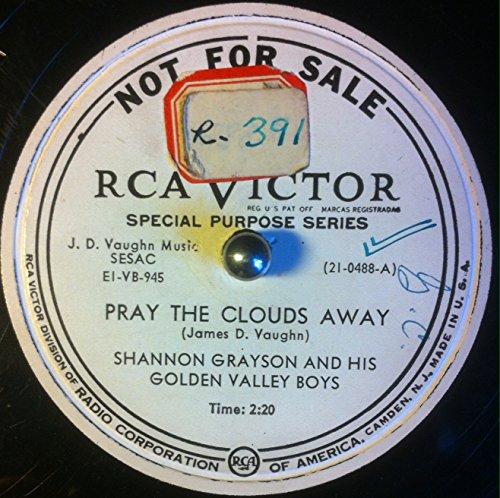 NOT FOR SALE
R-391
RCA VICTOR
REG. U S PAT OFF MARCAS REGISTRADAS
SPECIAL PURPOSE SERIES
J. D. Vaughn Music
SESAC
E1-VB-945
(21-0488-A)
PRAY THE CLOUDS AWAY
(James D. Vaughn)
SHANNON GRAYSON AND HIS
GOLDEN VALLEY BOYS
Time: 2:20
RCA VICTOR DIVISION OF RADIO CORPORATION OF AMERICA, CAMDEN, N. J. MADE IN U. S. A.
RCA